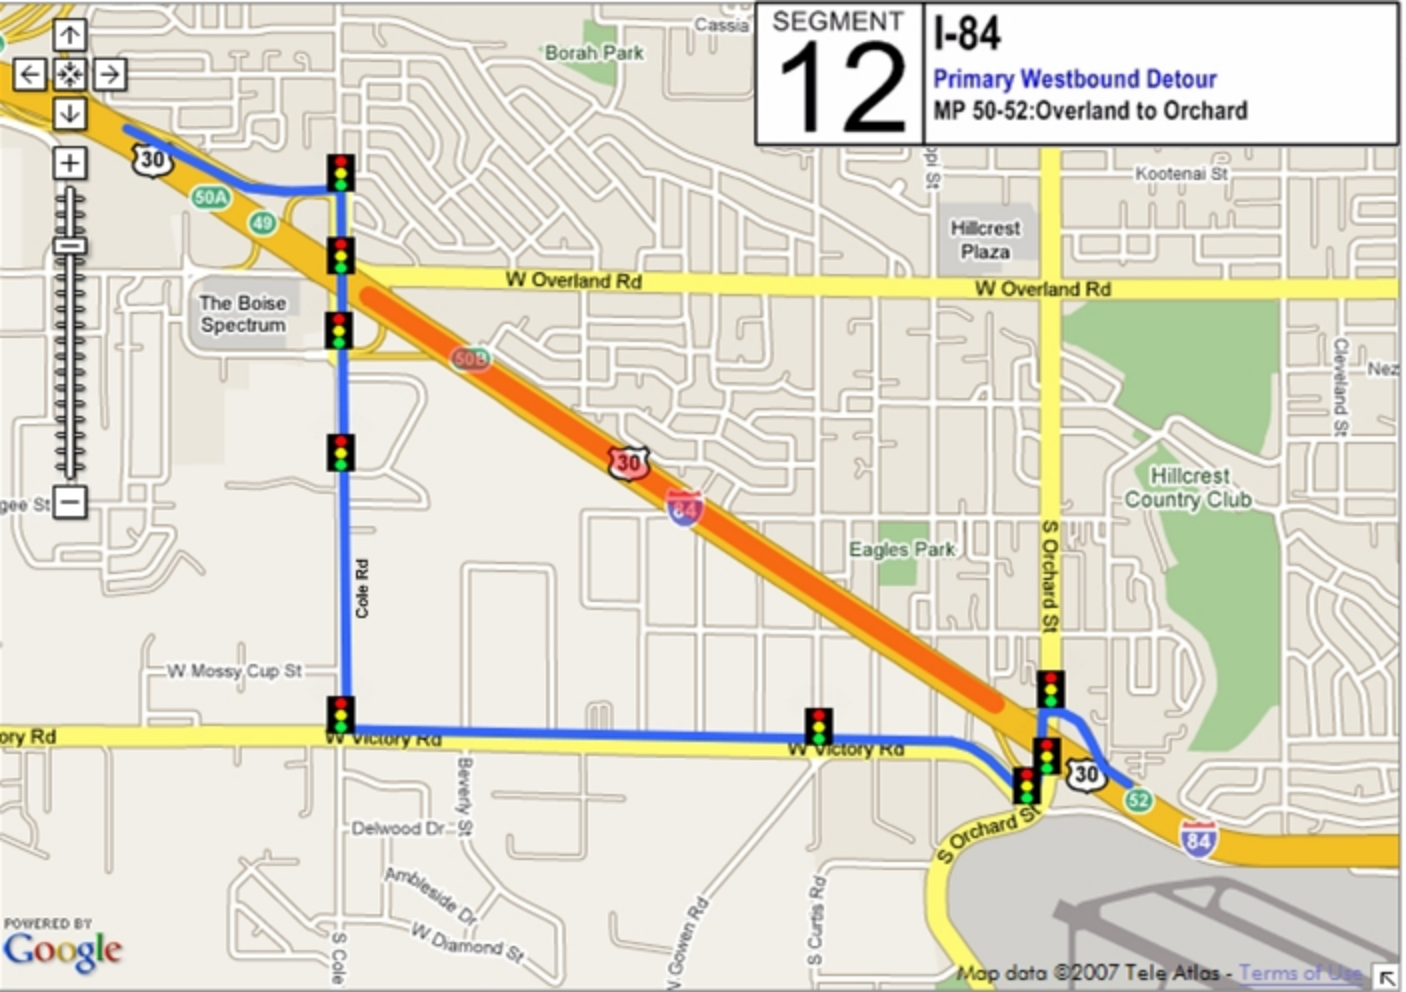 SEGMENT
12
I-84
Primary Westbound Detour
MP 50-52:Overland to Orchard
Cassia
Borah Park
30
50A
49
Kootenai St
Hillcrest
Plaza
W Overland Rd
W Overland Rd
The Boise
Spectrum
50B
Cleveland St
Nez
30
84
Hillcrest
Country Club
gee St
Eagles Park
S Orchard St
Cole Rd
W Mossy Cup St
ory Rd
W Victory Rd
W Victory Rd
30
52
Beverly St
S Orchard St
84
Delwood Dr
Ambleside Dr
W Diamond St
S Cole
W Gowen Rd
S Curtis Rd
POWERED BY
Google
Map data ©2007 Tele Atlas - Terms of Use